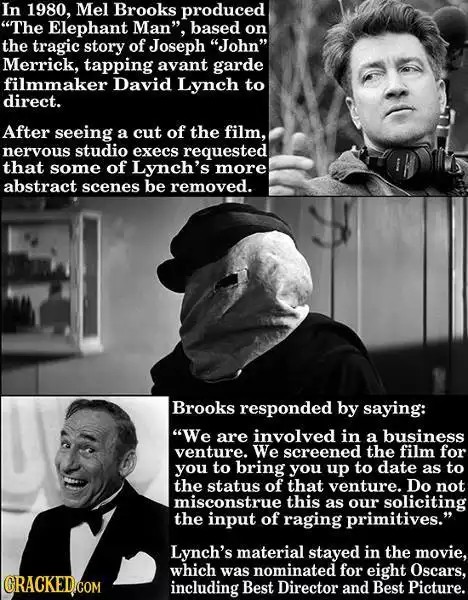 In 1980, Mel Brooks produced
“The Elephant Man”, based on
the tragic story of Joseph “John”
Merrick, tapping avant garde
filmmaker David Lynch to
direct.
After seeing a cut of the film,
nervous studio execs requested
that some of Lynch’s more
abstract scenes be removed.
Brooks responded by saying:
“We are involved in a business
venture. We screened the film for
you to bring you up to date as to
the status of that venture. Do not
misconstrue this as our soliciting
the input of raging primitives.”
Lynch’s material stayed in the movie,
which was nominated for eight Oscars,
including Best Director and Best Picture.
CRACKED.COM